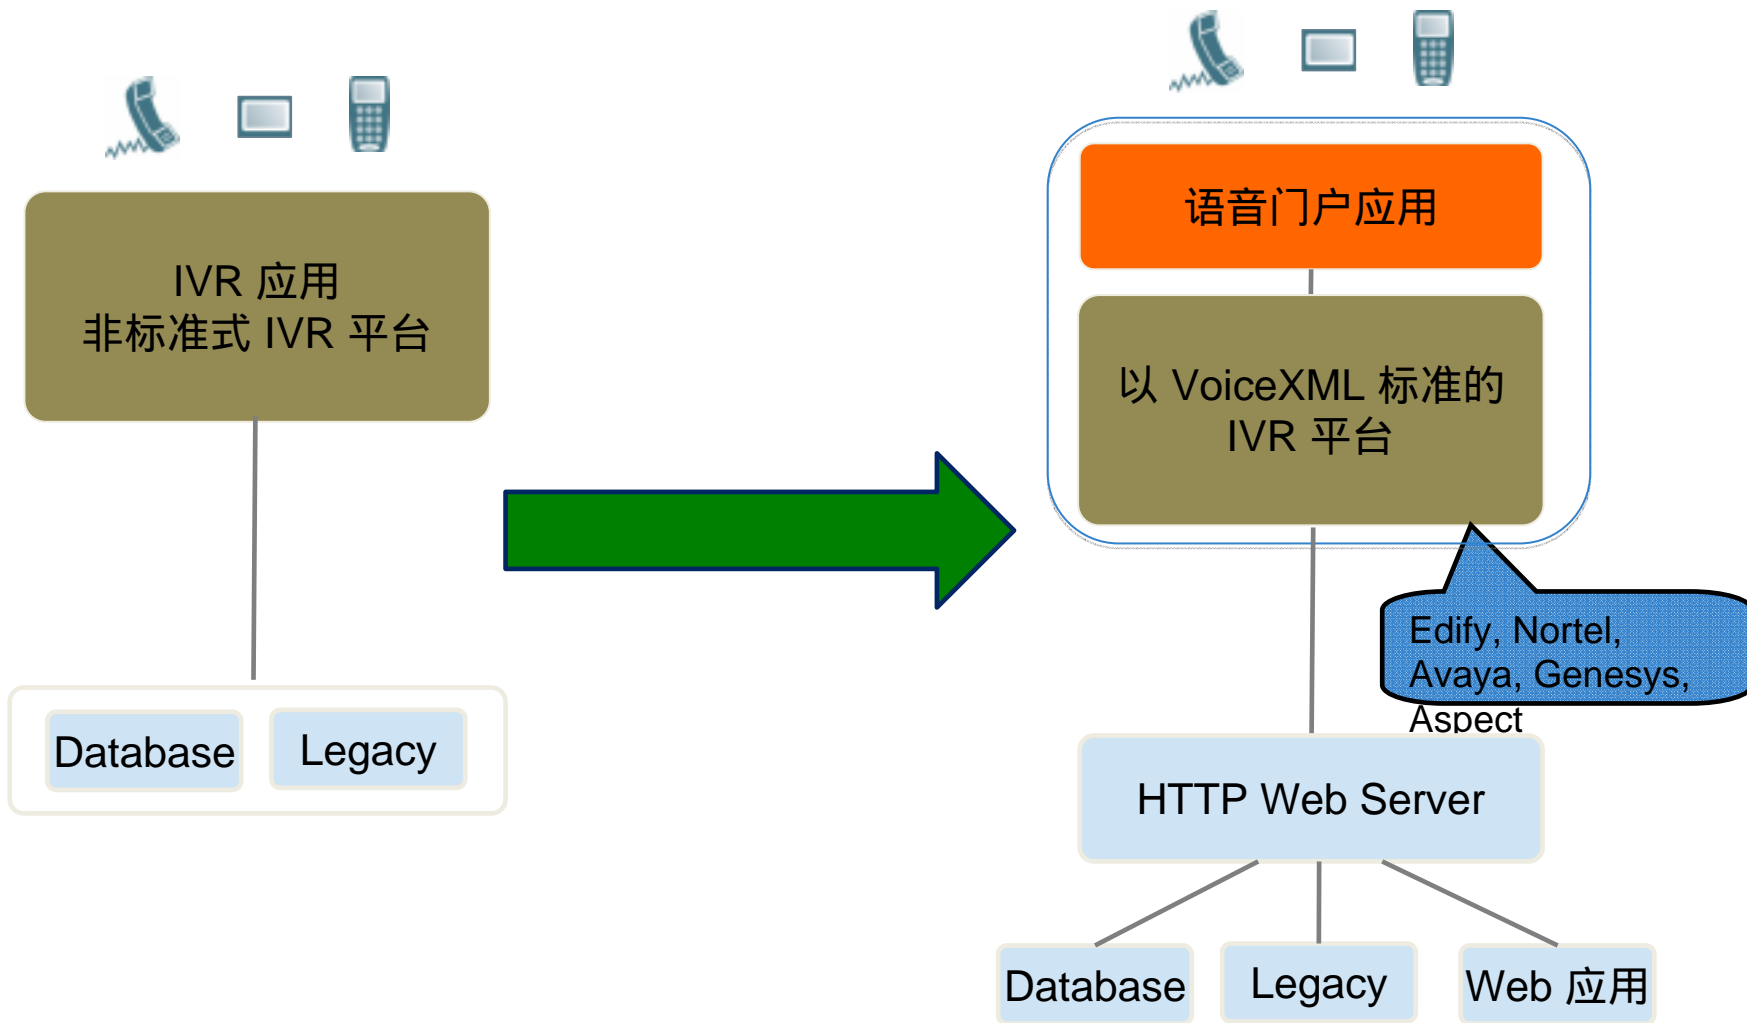 IVR 应用
非标准式 IVR 平台
Database
Legacy
语音门户应用
以 VoiceXML 标准的
IVR 平台
Edify, Nortel,
Avaya, Genesys,
Aspect
HTTP Web Server
Database
Legacy
Web 应用